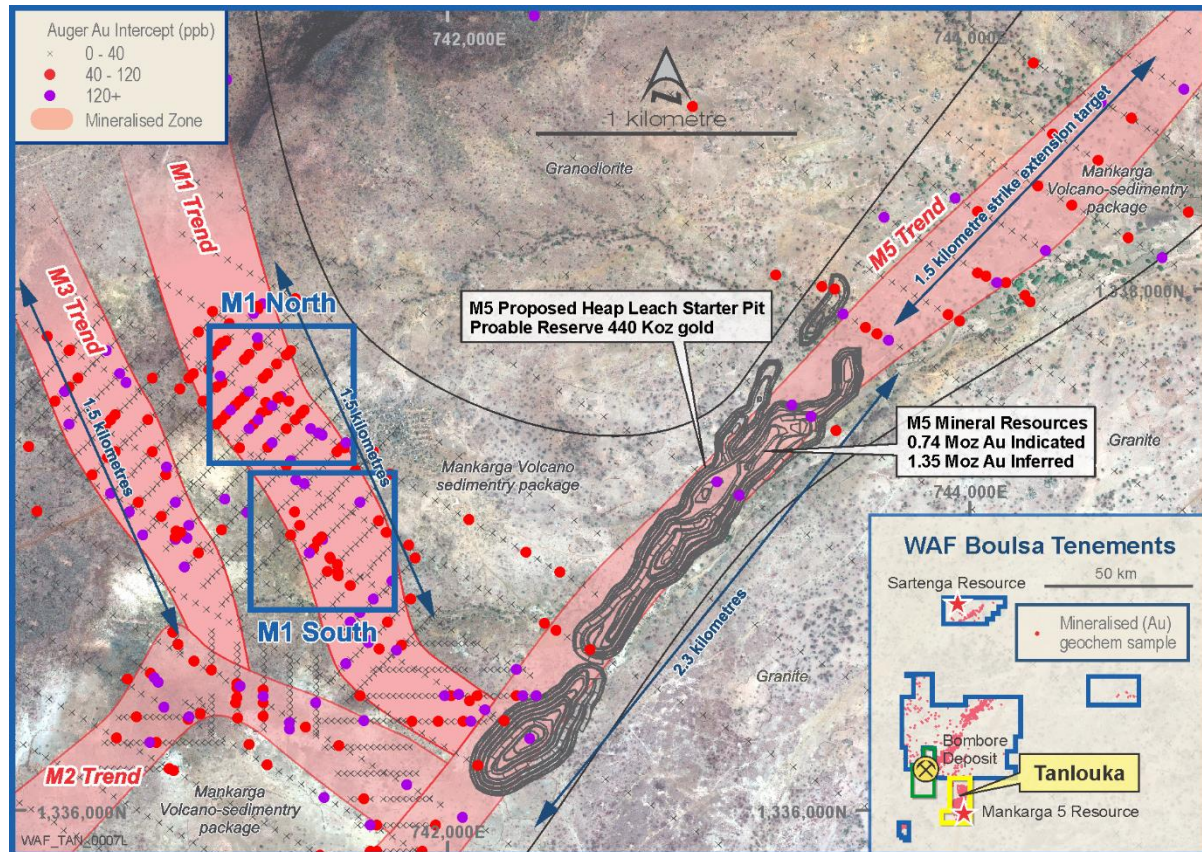 Auger Au Intercept (ppb)
0 - 40
40 - 120
120+
Mineralised Zone
742,000E
744,000E
1 kilometre
Granodiorite
M1 Trend
M3 Trend
M1 North
1.5 kilometres
1.5 kilometres
M5 Trend
1.5 kilometre strike extension target
Mankarga
Volcano-sedimentry
package
1,338,000N
M5 Proposed Heap Leach Starter Pit
Proable Reserve 440 Koz gold
M5 Mineral Resources
0.74 Moz Au Indicated
1.35 Moz Au Inferred
Granite
744,000E
Mankarga Volcano
sedimentry package
M1 South
2.3 kilometres
Granite
M2 Trend
Mankarga
Volcano-sedimentry
package
1,336,000N
742,000E
1,336,000N
WAF_TAN_0007L
WAF Boulsa Tenements
Sartenga Resource
50 km
Mineralised (Au)
geochem sample
Bombore
Deposit
Tanlouka
Mankarga 5 Resource